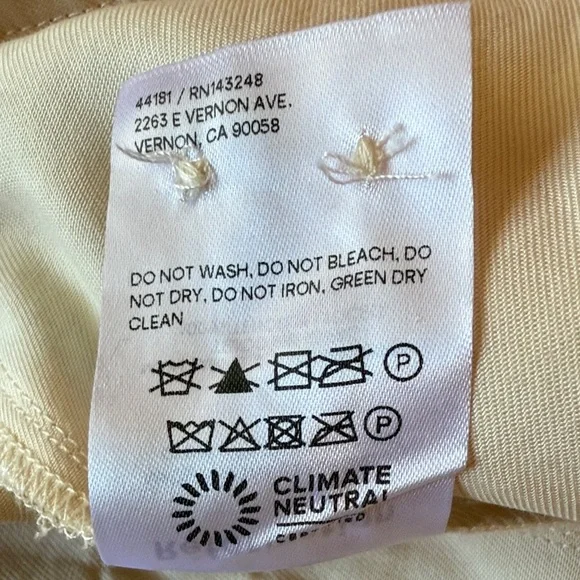 44181 / RN143248
2263 E VERNON AVE.
VERNON, CA 90058
DO NOT WASH, DO NOT BLEACH, DO
NOT DRY, DO NOT IRON, GREEN DRY
CLEAN
P
P
CLIMATE
NEUTRAL
CERTIFIED